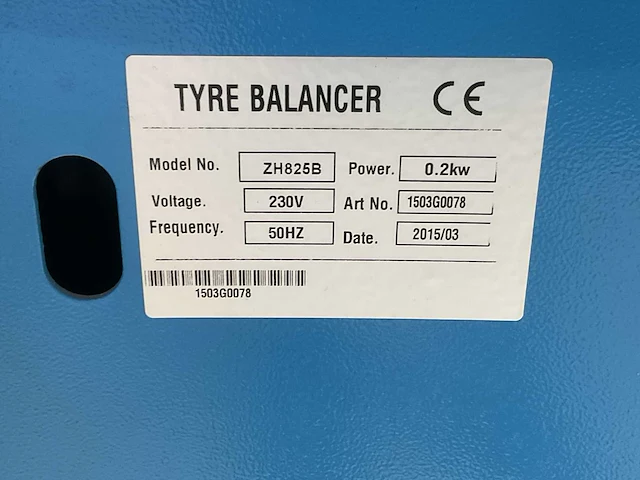 TYRE BALANCER CE
Model No. ZH825B Power. 0.2kw
Voltage. 230V Art No. 1503G0078
Frequency. 50HZ Date. 2015/03
1503G0078